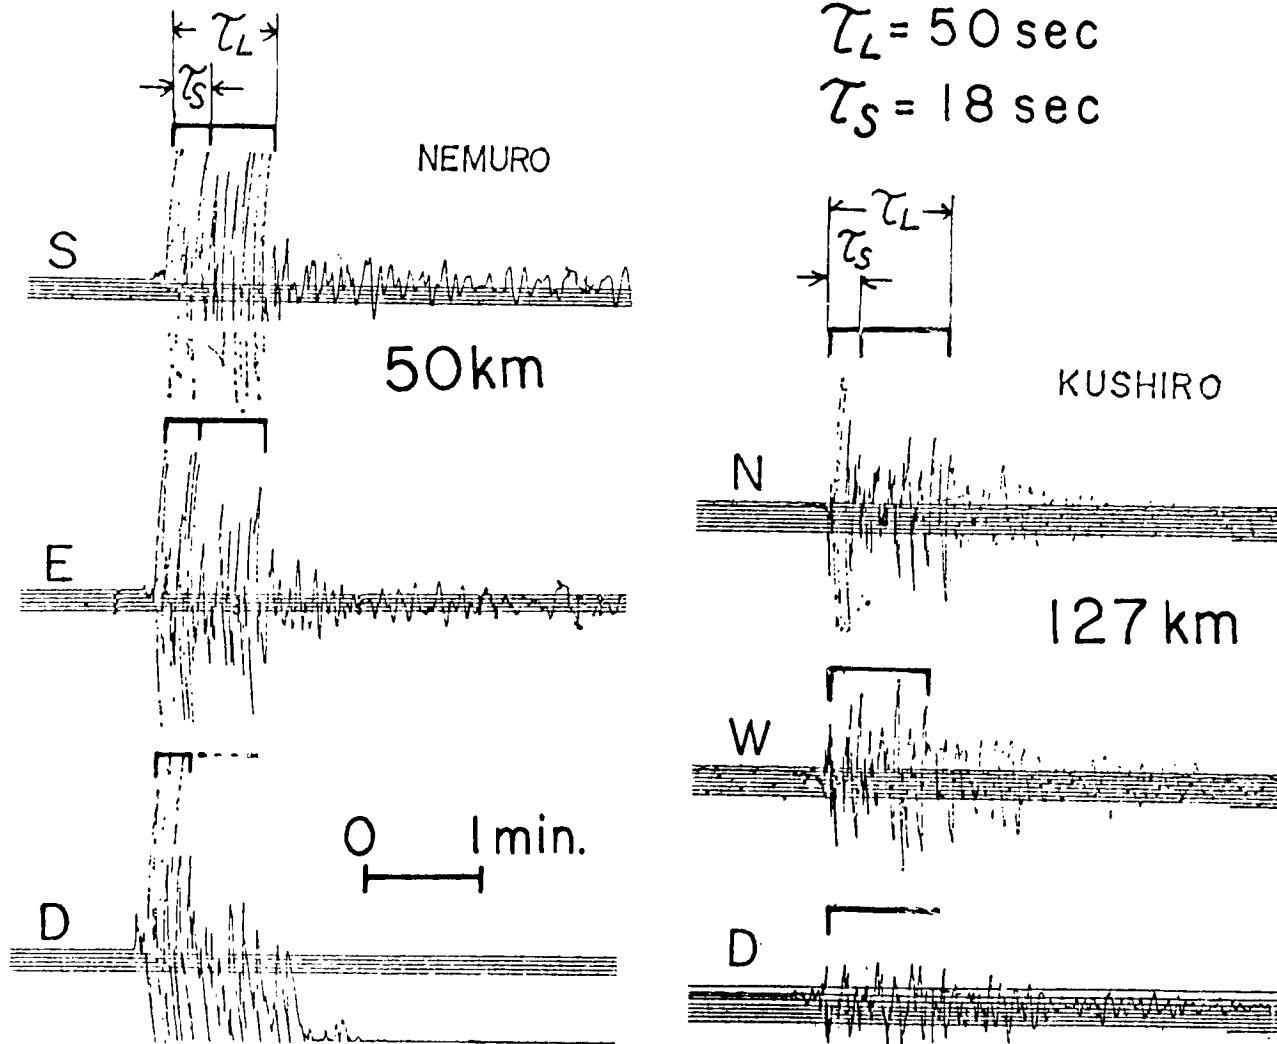 τL
τS
NEMURO
S
50km
E
0 1 min.
D
τL = 50 sec
τS = 18 sec
τL
τS
KUSHIRO
N
127 km
W
D